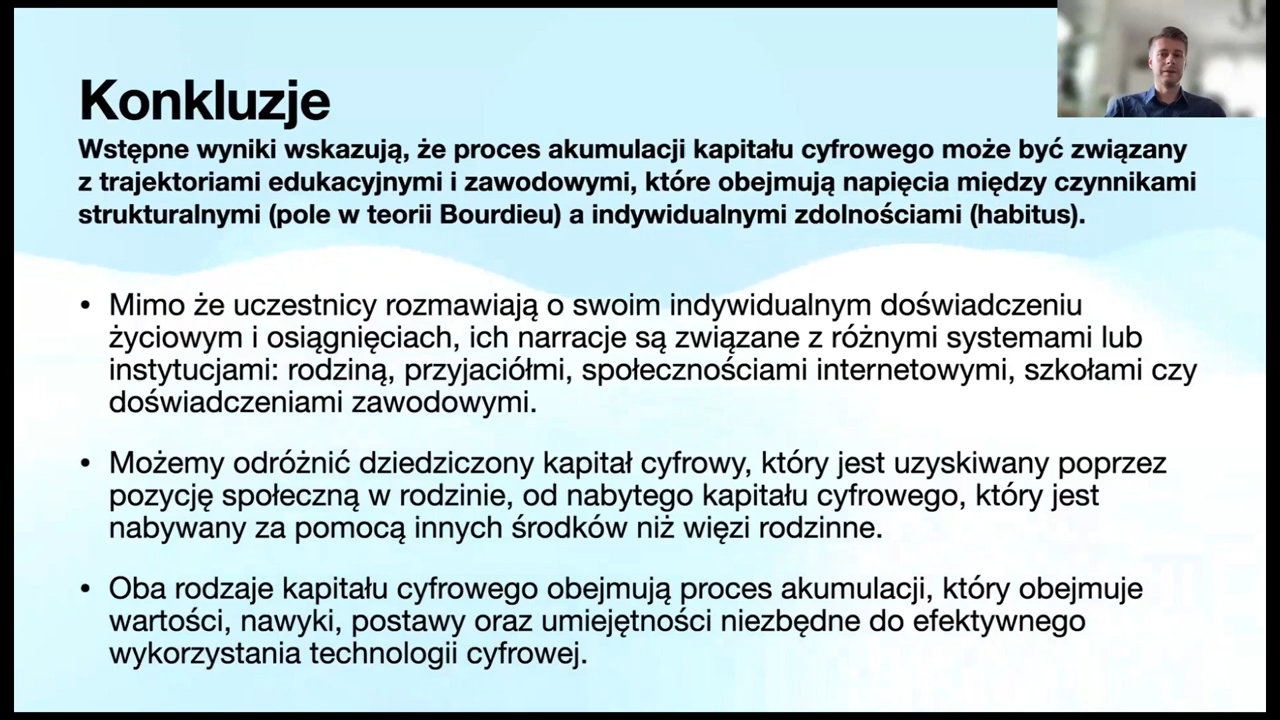 Konkluzje
Wstępne wyniki wskazują, że proces akumulacji kapitału cyfrowego może być związany
z trajektoriami edukacyjnymi i zawodowymi, które obejmują napięcia między czynnikami
strukturalnymi (pole w teorii Bourdieu) a indywidualnymi zdolnościami (habitus).
• Mimo że uczestnicy rozmawiają o swoim indywidualnym doświadczeniu
życiowym i osiągnięciach, ich narracje są związane z różnymi systemami lub
instytucjami: rodziną, przyjaciółmi, społecznościami internetowymi, szkołami czy
doświadczeniami zawodowymi.
• Możemy odróżnić dziedziczony kapitał cyfrowy, który jest uzyskiwany poprzez
pozycję społeczną w rodzinie, od nabytego kapitału cyfrowego, który jest
nabywany za pomocą innych środków niż więzi rodzinne.
• Oba rodzaje kapitału cyfrowego obejmują proces akumulacji, który obejmuje
wartości, nawyki, postawy oraz umiejętności niezbędne do efektywnego
wykorzystania technologii cyfrowej.